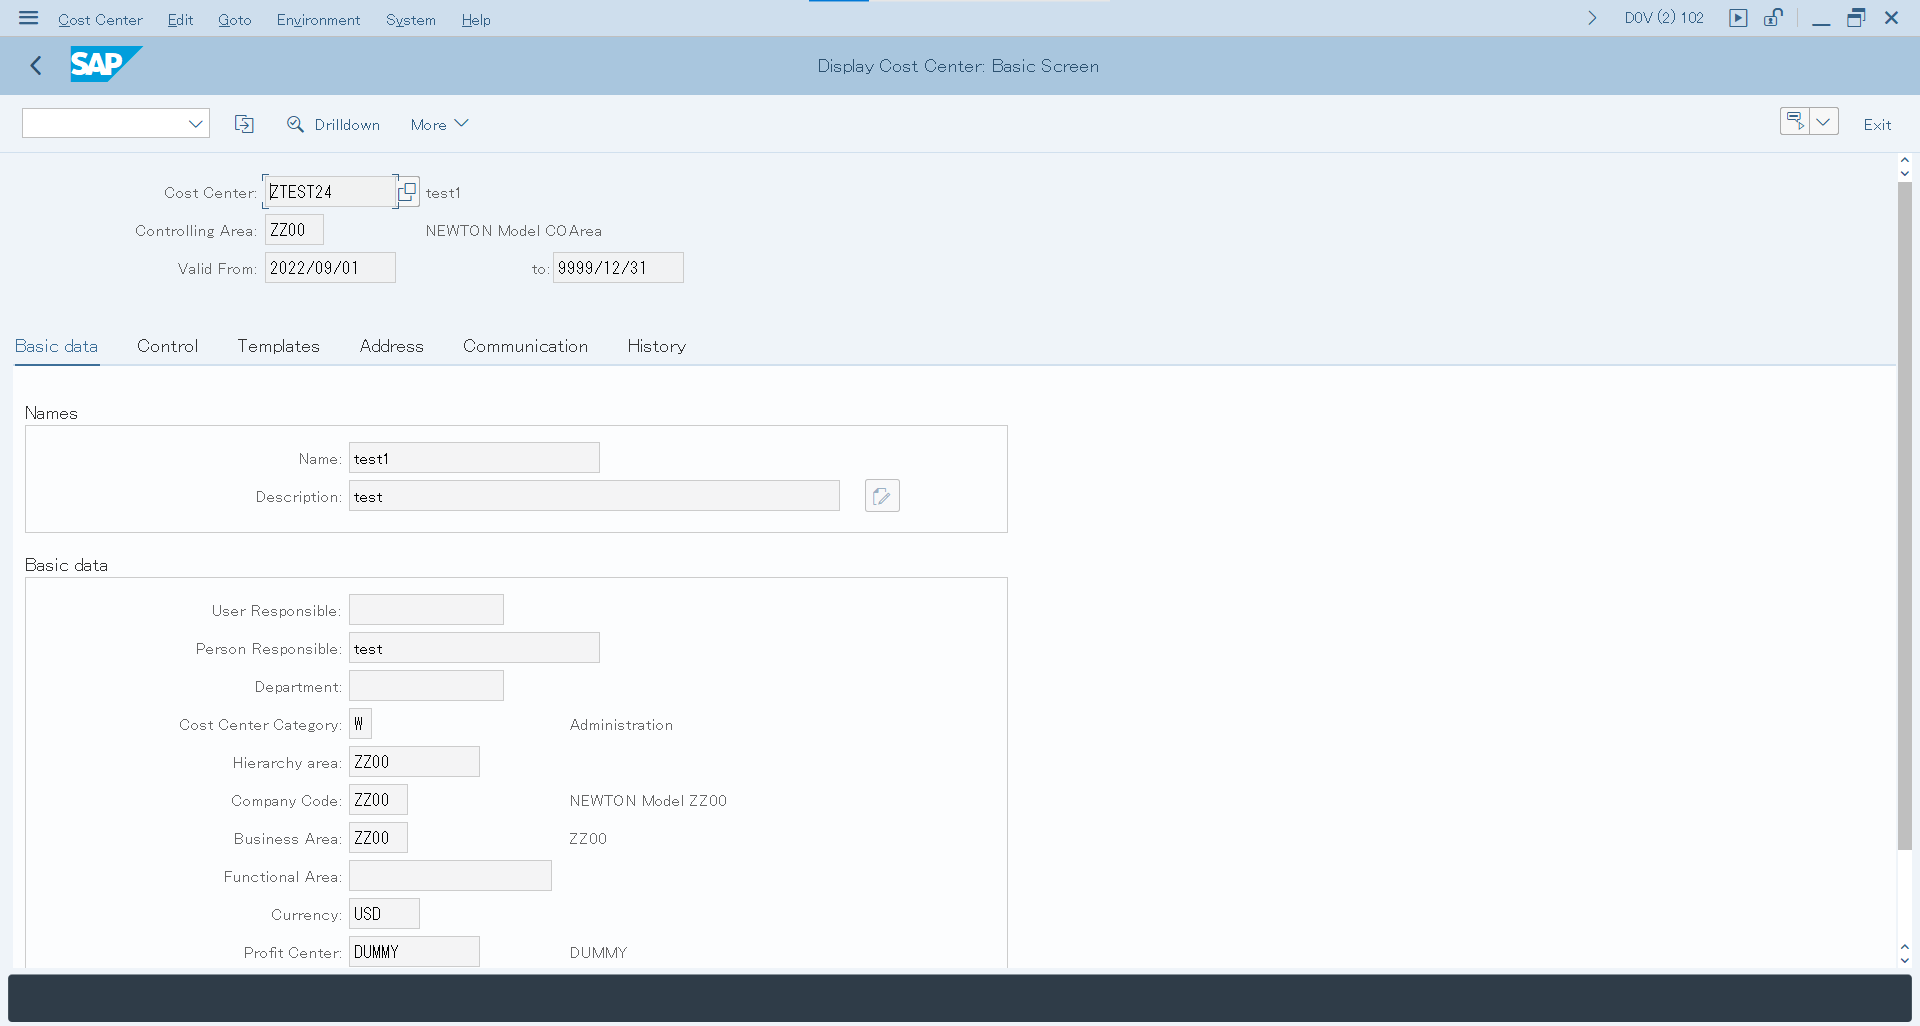 Cost Center Edit Goto Environment System Help D0V (2) 102
SAP Display Cost Center: Basic Screen
Drilldown More Exit
Cost Center: ZTEST24 test1
Controlling Area: ZZ00 NEWTON Model COArea
Valid From: 2022/09/01 to: 9999/12/31
Basic data Control Templates Address Communication History
Names
Name: test1
Description: test
Basic data
User Responsible:
Person Responsible: test
Department:
Cost Center Category: W Administration
Hierarchy area: ZZ00
Company Code: ZZ00 NEWTON Model ZZ00
Business Area: ZZ00 ZZ00
Functional Area:
Currency: USD
Profit Center: DUMMY DUMMY